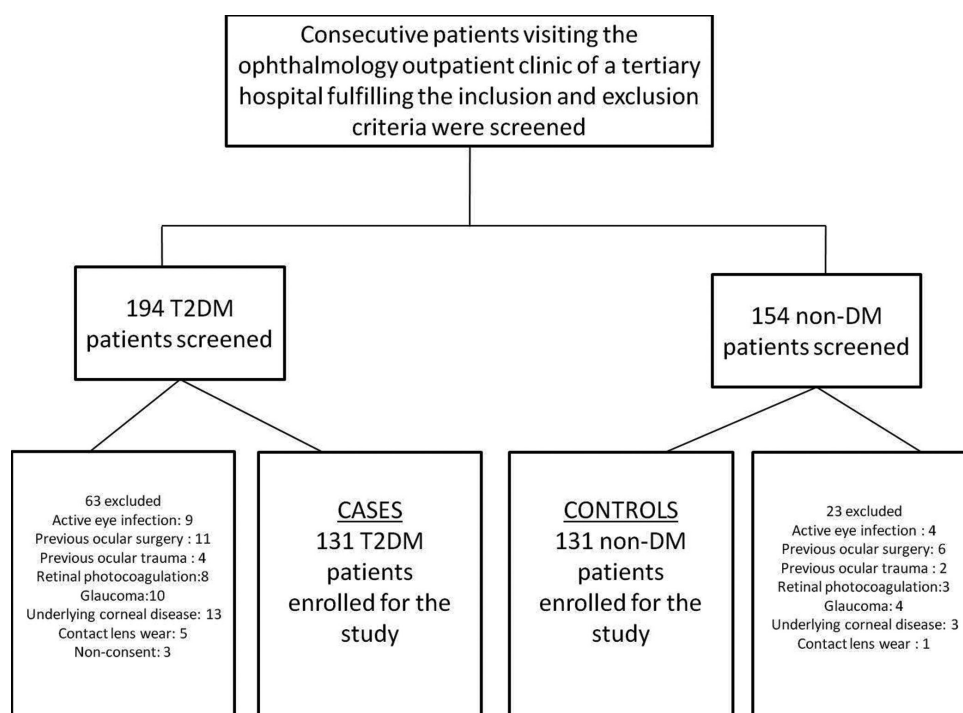 Consecutive patients visiting the
ophthalmology outpatient clinic of a tertiary
hospital fulfilling the inclusion and exclusion
criteria were screened
194 T2DM
patients screened
154 non-DM
patients screened
63 excluded
Active eye infection: 9
Previous ocular surgery : 11
Previous ocular trauma : 4
Retinal photocoagulation:8
Glaucoma:10
Underlying corneal disease: 13
Contact lens wear: 5
Non-consent: 3
CASES
131 T2DM
patients
enrolled for the
study
CONTROLS
131 non-DM
patients
enrolled for the
study
23 excluded
Active eye infection : 4
Previous ocular surgery: 6
Previous ocular trauma : 2
Retinal photocoagulation:3
Glaucoma: 4
Underlying corneal disease: 3
Contact lens wear : 1